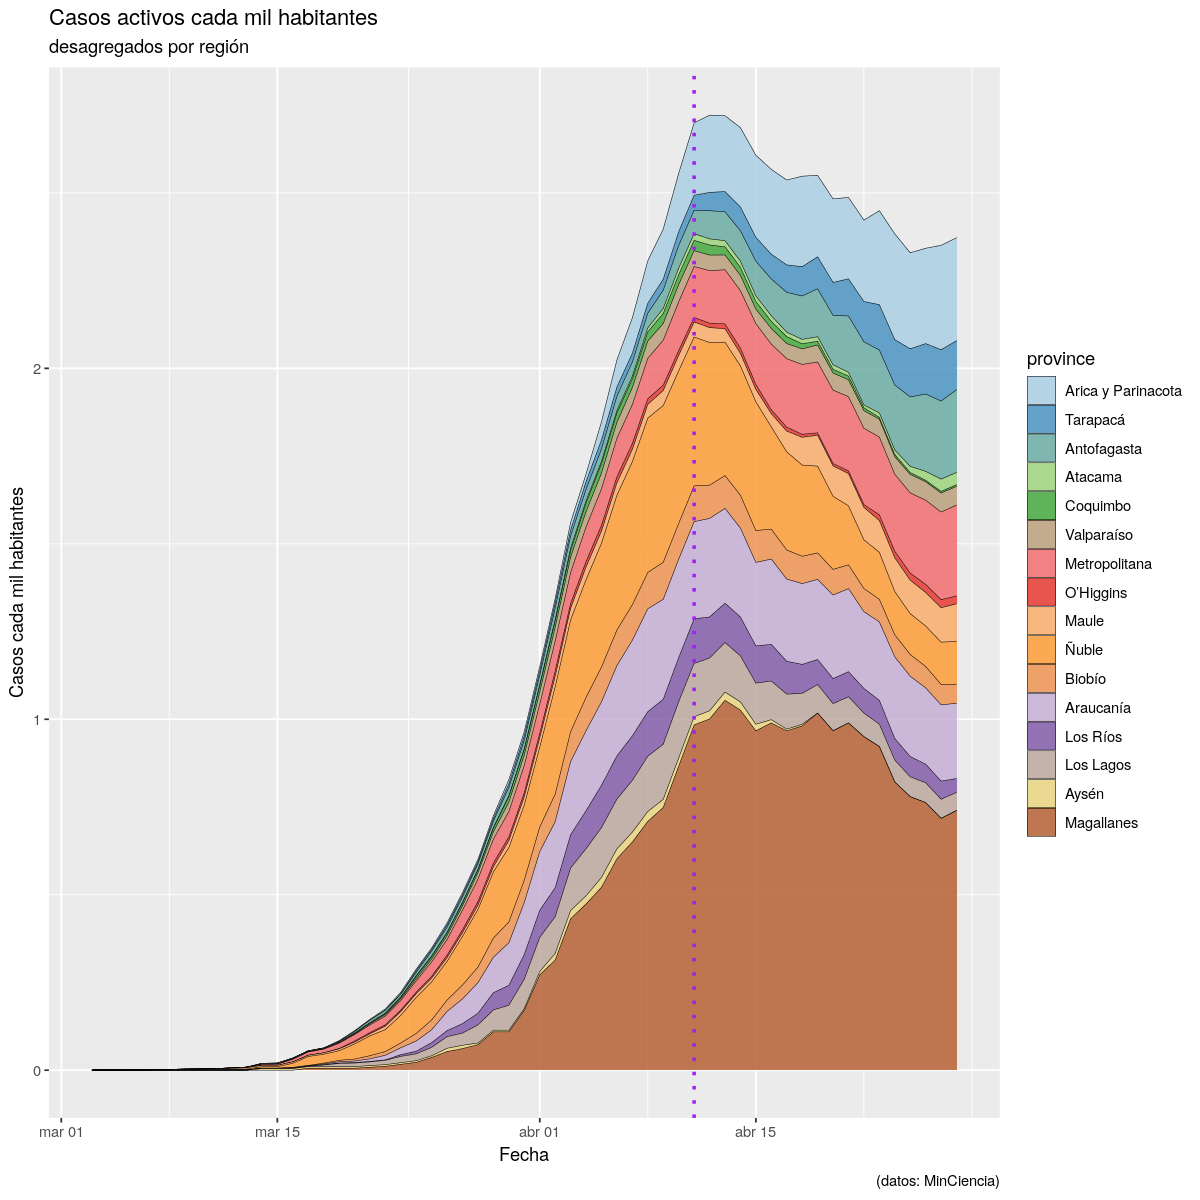 Casos activos cada mil habitantes
desagregados por región
Casos cada mil habitantes
2
1
0
mar 01
mar 15
abr 01
abr 15
Fecha
(datos: MinCiencia)
province
Arica y Parinacota
Tarapacá
Antofagasta
Atacama
Coquimbo
Valparaíso
Metropolitana
O’Higgins
Maule
Ñuble
Biobío
Araucanía
Los Ríos
Los Lagos
Aysén
Magallanes